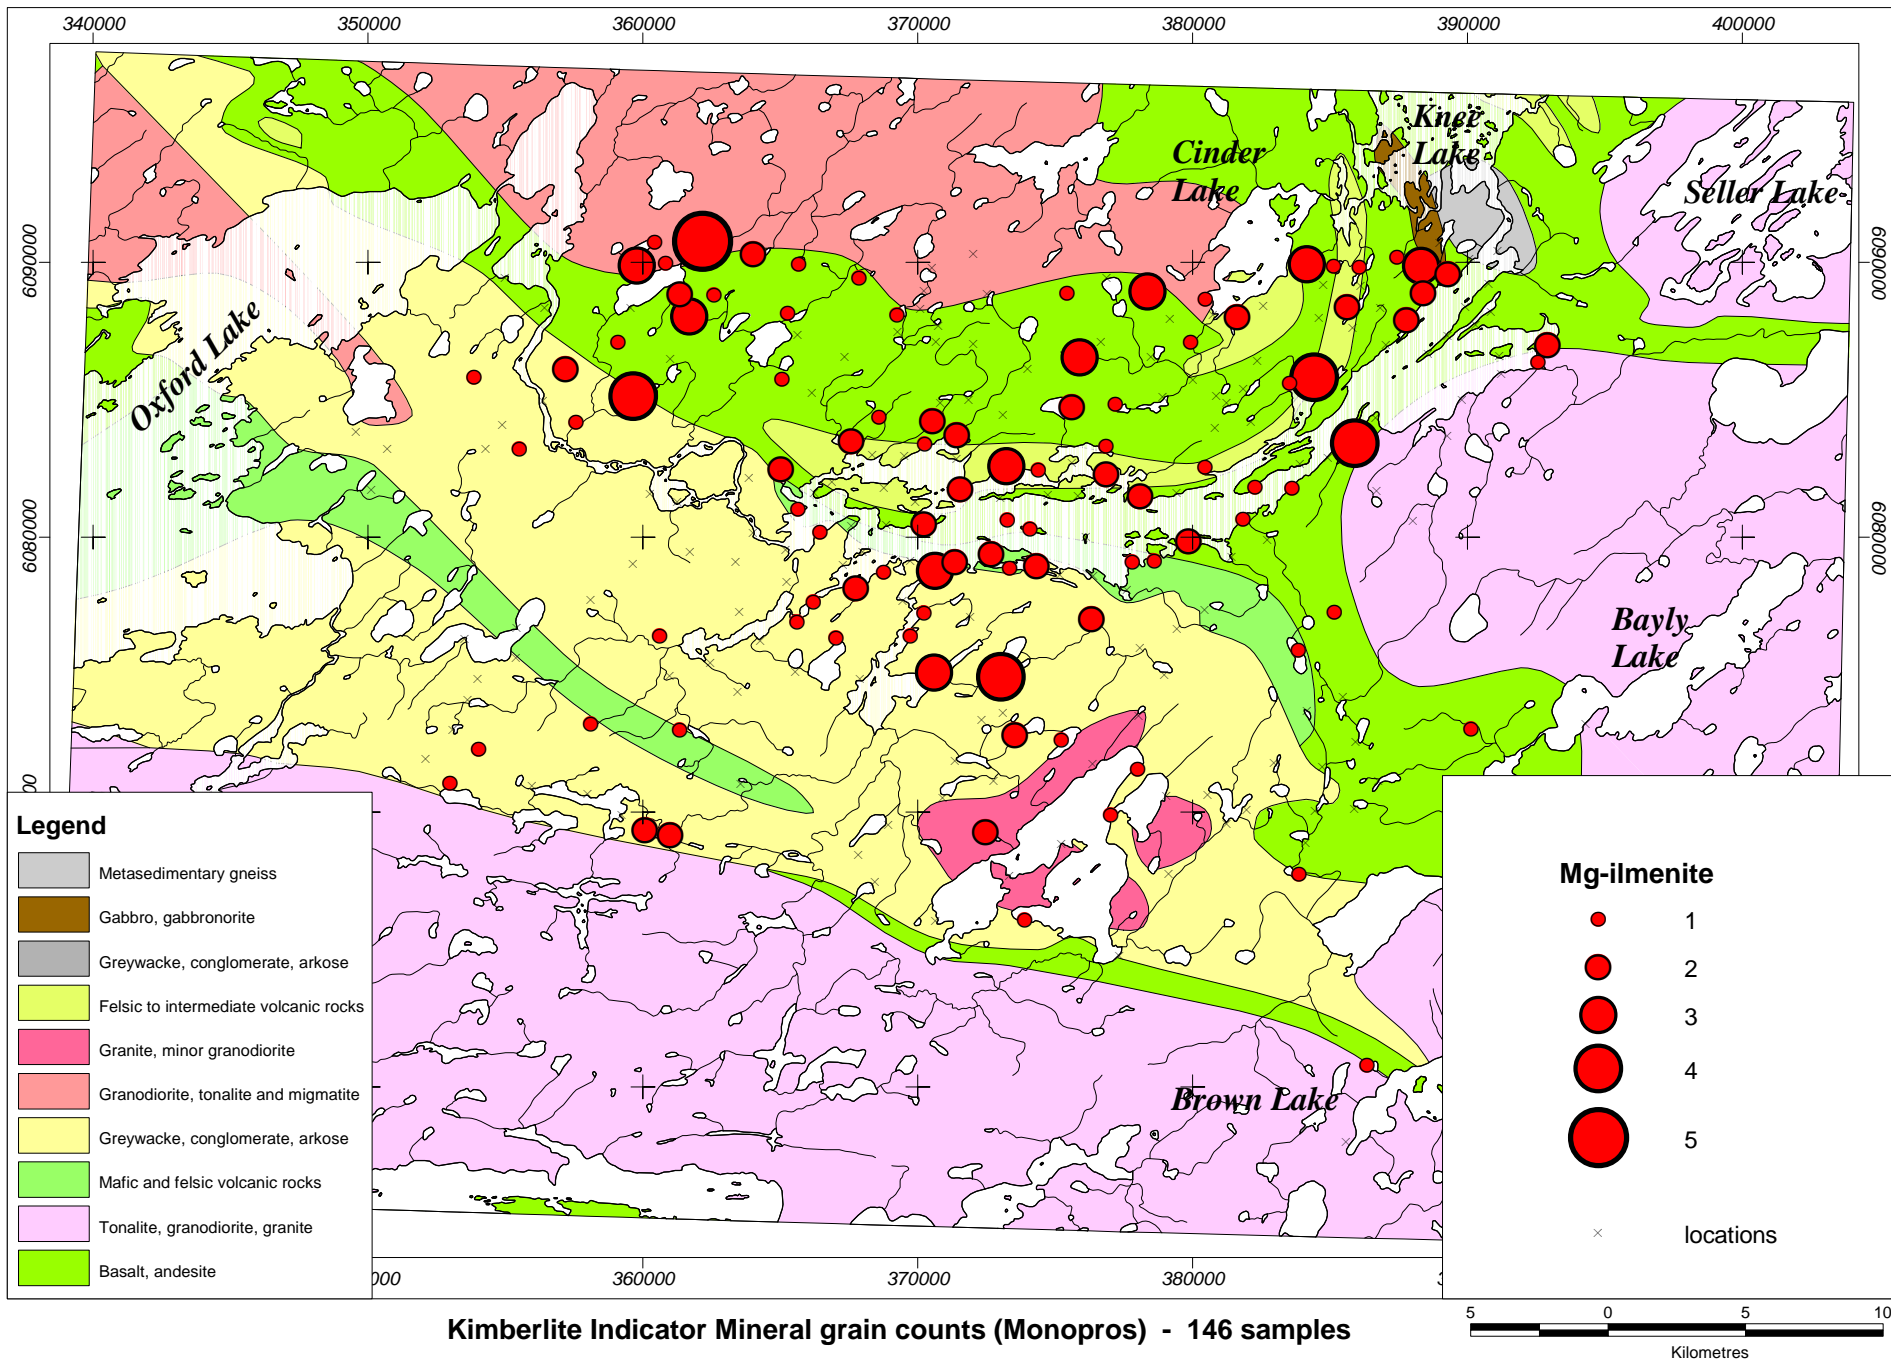 340000 350000 360000 370000 380000 390000 400000
Knee
Lake
Cinder
Lake
Seller Lake
6090000
6090000
Oxford Lake
6080000
6080000
Bayly
Lake
Brown Lake
Legend
Metasedimentary gneiss
Gabbro, gabbronorite
Greywacke, conglomerate, arkose
Felsic to intermediate volcanic rocks
Granite, minor granodiorite
Granodiorite, tonalite and migmatite
Greywacke, conglomerate, arkose
Mafic and felsic volcanic rocks
Tonalite, granodiorite, granite
Basalt, andesite
Mg-ilmenite
1
2
3
4
5
locations
360000 370000 380000
Kimberlite Indicator Mineral grain counts (Monopros) - 146 samples
5 0 5 10
Kilometres